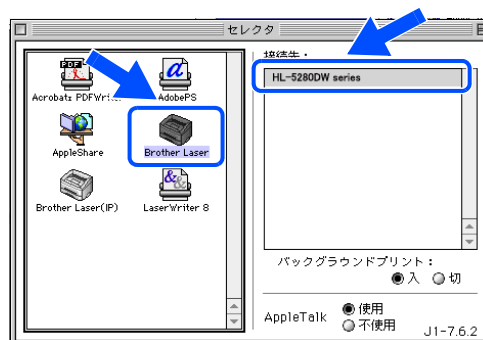 セレクタ
Acrobat™ PDFWriter
AdobePS
AppleShare
Brother Laser
Brother Laser(IP)
LaserWriter 8
接続先：
HL-5280DW series
バックグラウンドプリント：
入 切
AppleTalk
使用
不使用
J1-7.6.2